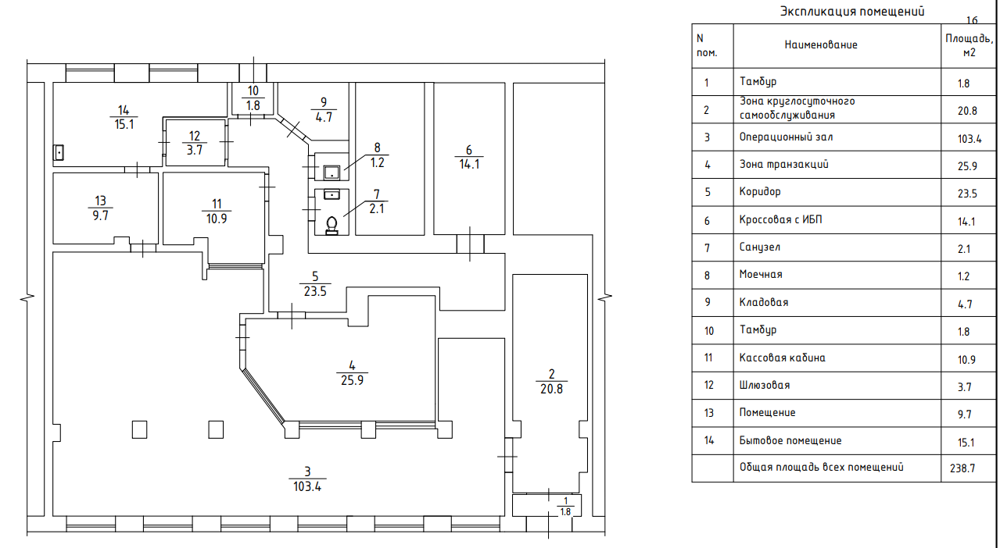 Экспликация помещений
16
N пом.
Наименование
Площадь, м2
1 Тамбур 1.8
2 Зона круглосуточного
самообслуживания 20.8
3 Операционный зал 103.4
4 Зона транзакций 25.9
5 Коридор 23.5
6 Кроссовая с ИБП 14.1
7 Санузел 2.1
8 Моечная 1.2
9 Кладовая 4.7
10 Тамбур 1.8
11 Кассовая кабина 10.9
12 Шлюзовая 3.7
13 Помещение 9.7
14 Бытовое помещение 15.1
Общая площадь всех помещений 238.7
10
1.8
14
15.1
9
4.7
12
3.7
8
1.2
6
14.1
7
2.1
13
9.7
11
10.9
5
23.5
4
25.9
2
20.8
3
103.4
1
1.8